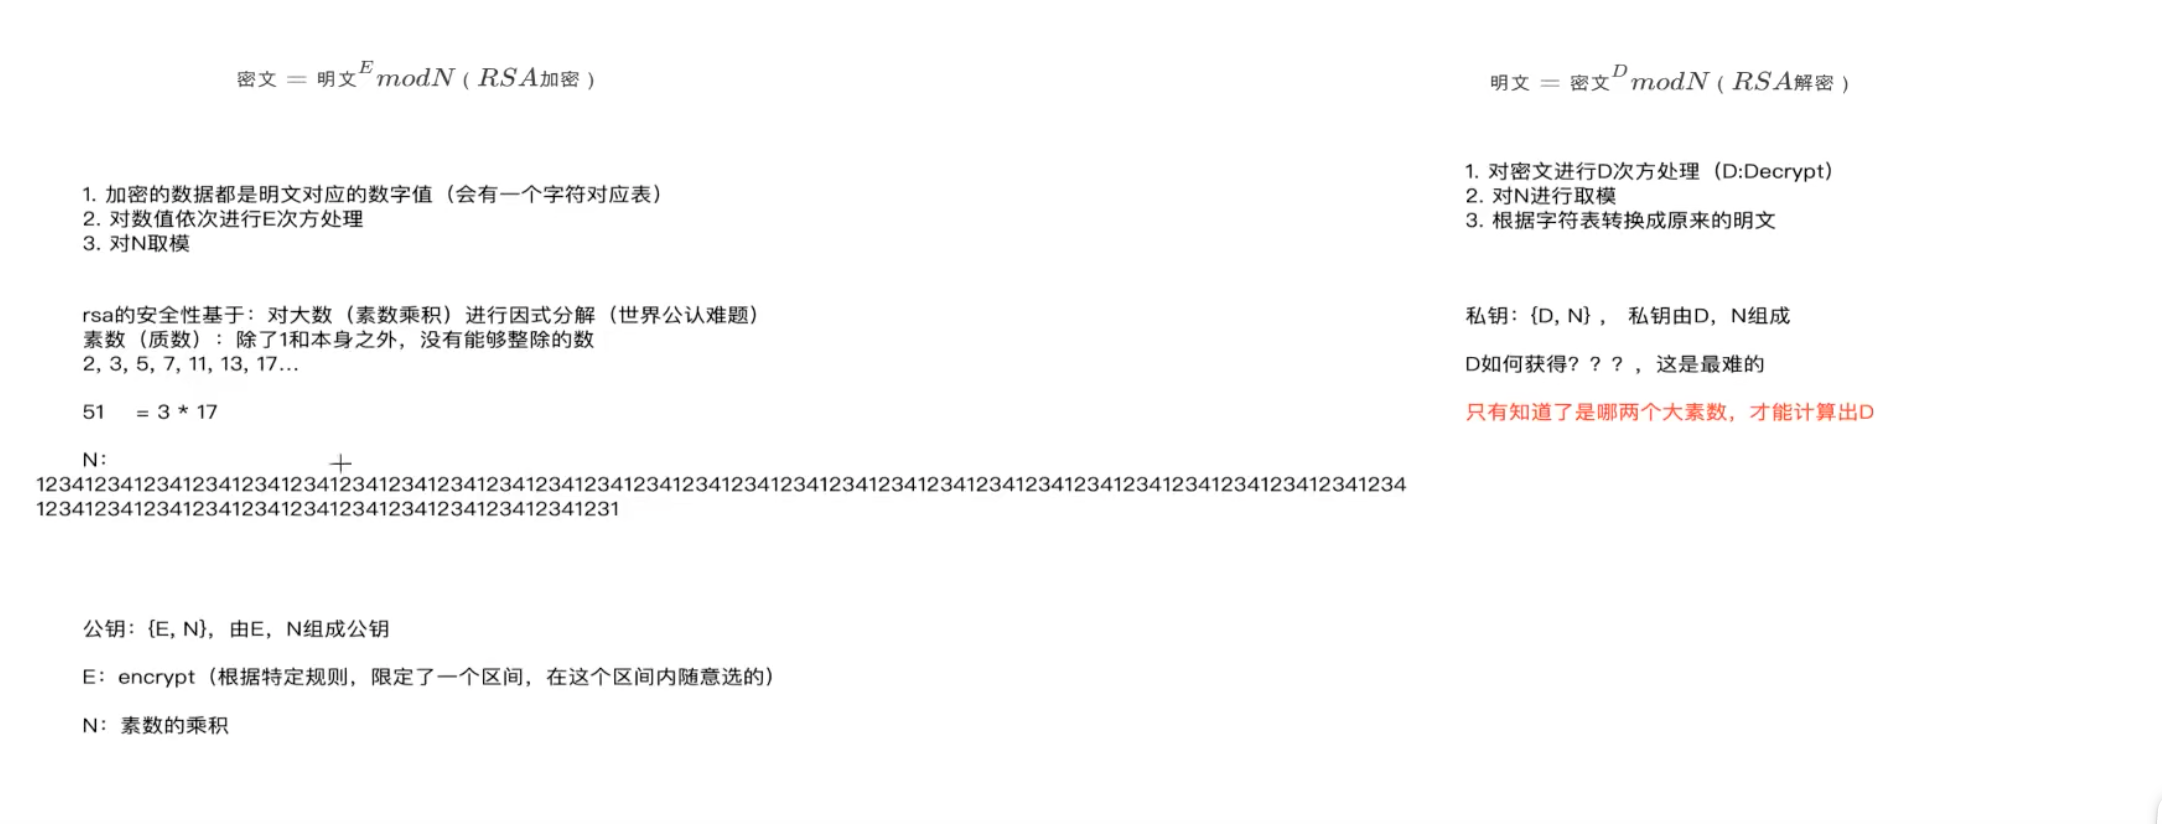 密文 = 明文^E modN ( RSA加密 )
1. 加密的数据都是明文对应的数字值（会有一个字符对应表）
2. 对数值依次进行E次方处理
3. 对N取模
rsa的安全性基于：对大数（素数乘积）进行因式分解（世界公认难题）
素数（质数）：除了1和本身之外，没有能够整除的数
2, 3, 5, 7, 11, 13, 17...
51 = 3 * 17
N:
1234123412341234123412341234123412341234123412341234123412341234123412341234123412341234123412341234123412341234
123412341234123412341234123412341234123412341231
公钥：{E, N}，由E，N组成公钥
E：encrypt（根据特定规则，限定了一个区间，在这个区间内随意选的）
N：素数的乘积
明文 = 密文^D modN ( RSA解密 )
1. 对密文进行D次方处理（D:Decrypt）
2. 对N进行取模
3. 根据字符表转换成原来的明文
私钥：{D, N} ， 私钥由D，N组成
D如何获得？？？，这是最难的
只有知道了是哪两个大素数，才能计算出D